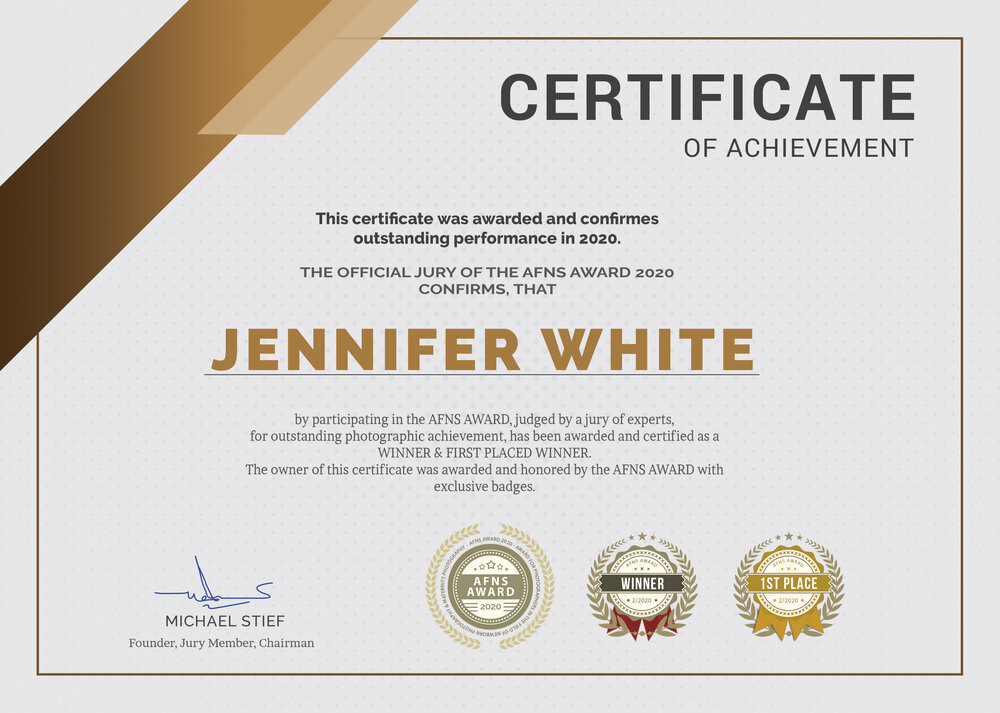 CERTIFICATE
OF ACHIEVEMENT
This certificate was awarded and confirmes
outstanding performance in 2020.
THE OFFICIAL JURY OF THE AFNS AWARD 2020
CONFIRMS, THAT
JENNIFER WHITE
by participating in the AFNS AWARD, judged by a jury of experts,
for outstanding photographic achievement, has been awarded and certified as a
WINNER & FIRST PLACED WINNER.
The owner of this certificate was awarded and honored by the AFNS AWARD with
exclusive badges.
MICHAEL STIEF
Founder, Jury Member, Chairman
AFNS AWARD 2020 - AWARD FOR PHOTOGRAPHERS IN THE FIELD OF NEWBORN PHOTOGRAPHY & MATERNITY PHOTOGRAPHY -
AFNS
AWARD
2020
AFNS AWARD
WINNER
2/2020
AFNS AWARD
1ST PLACE
2/2020